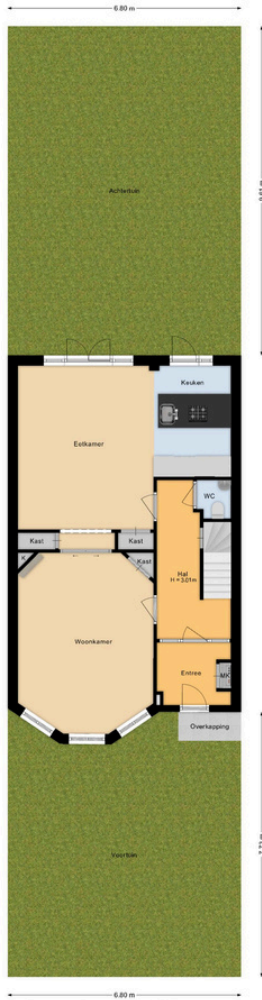 6.80 m
Achtertuin
Keuken
Eetkamer
WC
Kast
Kast
Kast
Hal
H = 3.01m
Woonkamer
Entree
MK
Overkapping
Voortuin
6.80 m